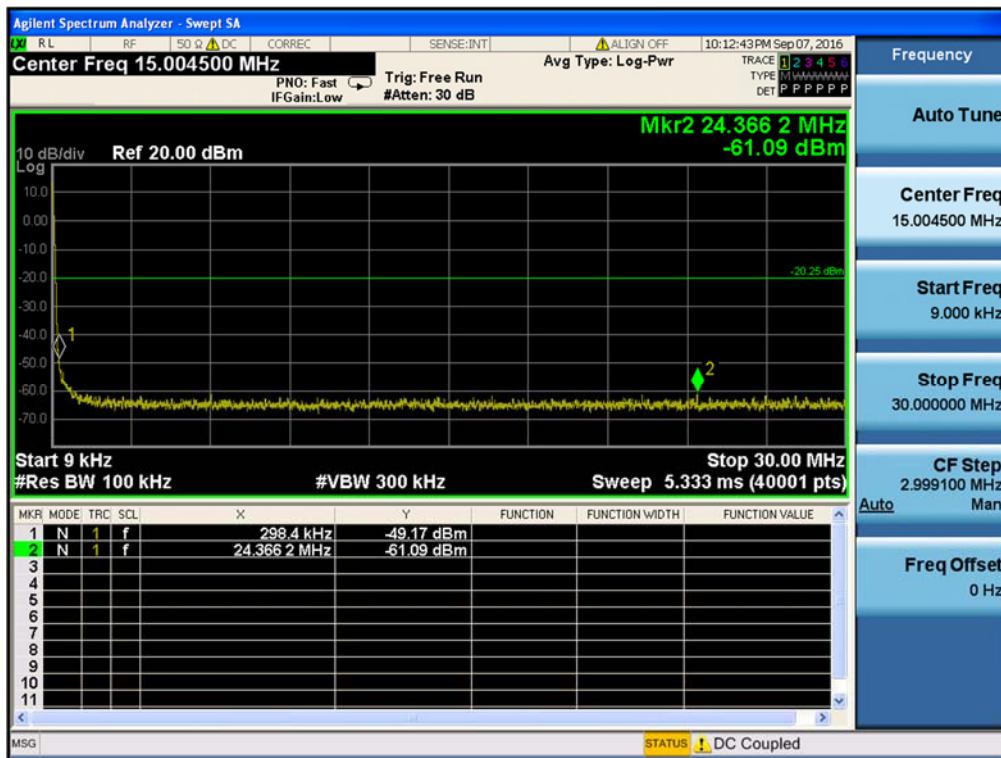 Agilent Spectrum Analyzer - Swept SA
LXI RL RF 50 Ω DC CORREC SENSE:INT ALIGN OFF 10:12:43 PM Sep 07, 2016
Center Freq 15.004500 MHz
PNO: Fast
IFGain:Low
Trig: Free Run
#Atten: 30 dB
Avg Type: Log-Pwr
TRACE 1 2 3 4 5 6
TYPE M WWWWW
DET P P P P P P
Mkr2 24.366 2 MHz
-61.09 dBm
10 dB/div Ref 20.00 dBm
Log
10.0
0.00
-10.0
-20.0
-20.25 dBm
-30.0
-40.0
1
-50.0
2
-60.0
-70.0
Start 9 kHz Stop 30.00 MHz
#Res BW 100 kHz #VBW 300 kHz Sweep 5.333 ms (40001 pts)
MKR MODE TRC SCL X Y FUNCTION FUNCTION WIDTH FUNCTION VALUE
1 N 1 f 298.4 kHz -49.17 dBm
2 N 1 f 24.366 2 MHz -61.09 dBm
3
4
5
6
7
8
9
10
11
MSG STATUS DC Coupled
Frequency
Auto Tune
Center Freq
15.004500 MHz
Start Freq
9.000 kHz
Stop Freq
30.000000 MHz
CF Step
2.999100 MHz
Auto Man
Freq Offset
0 Hz